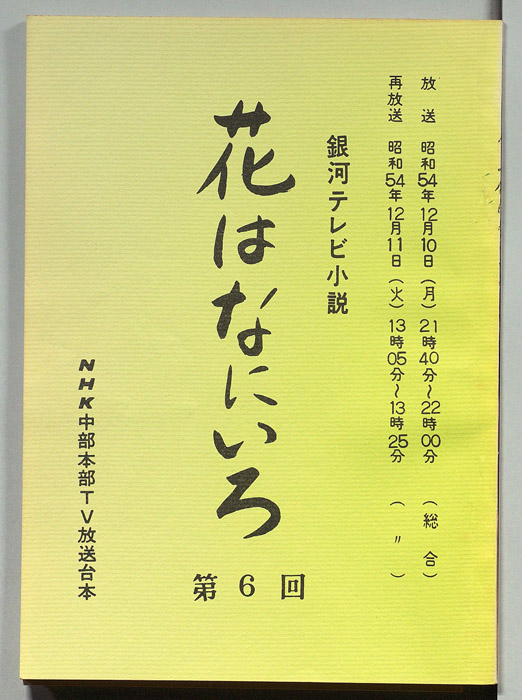 放送 昭和54年12月10日（月）21時40分〜22時00分（総合）
再放送 昭和54年12月11日（火）13時05分〜13時25分（〃）
銀河テレビ小説
花はなにいろ
第6回
NHK中部本部TV放送台本